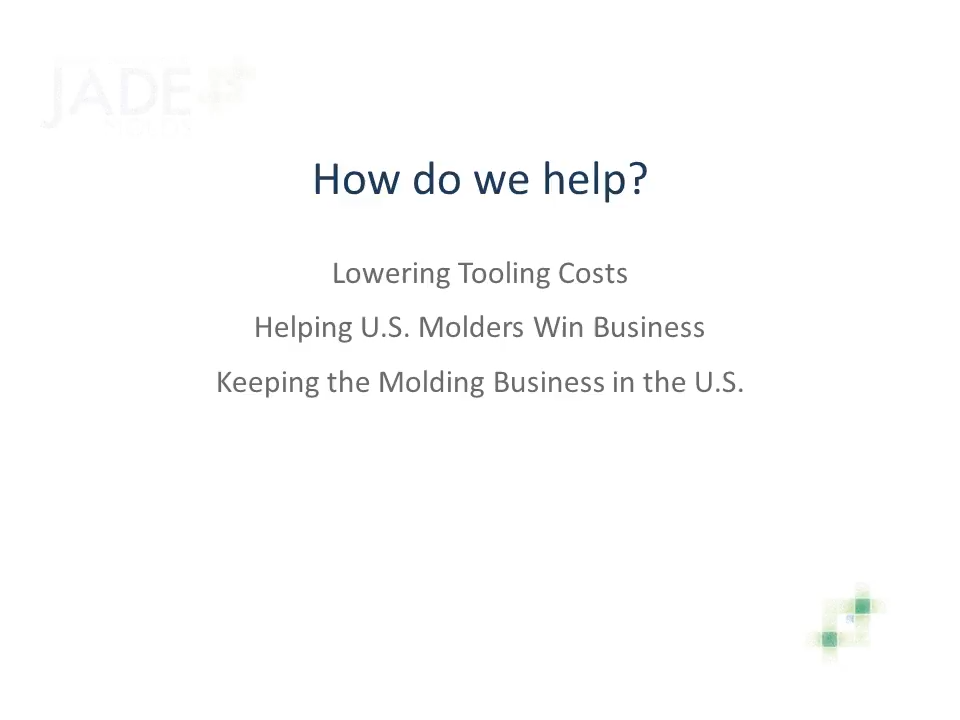 JADE
How do we help?
Lowering Tooling Costs
Helping U.S. Molders Win Business
Keeping the Molding Business in the U.S.